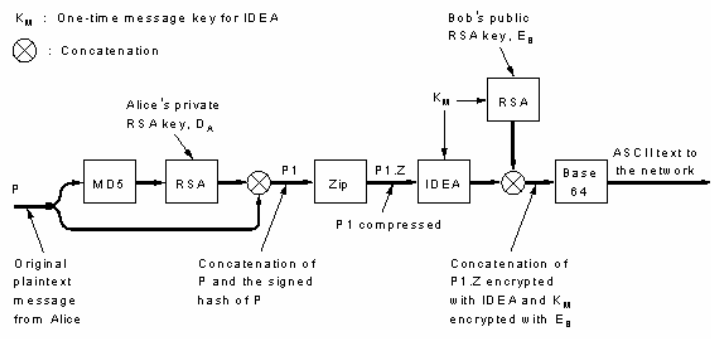 K_M : One-time message key for IDEA
: Concatenation
Bob's public
RSA key, E_B
Alice's private
RSA key, D_A
K_M
RSA
P
MD5
RSA
P1
Zip
P1.Z
IDEA
Base
64
ASCII text to
the network
P1 compressed
Original
plaintext
message
from Alice
Concatenation of
P and the signed
hash of P
Concatenation of
P1.Z encrypted
with IDEA and K_M
encrypted with E_B